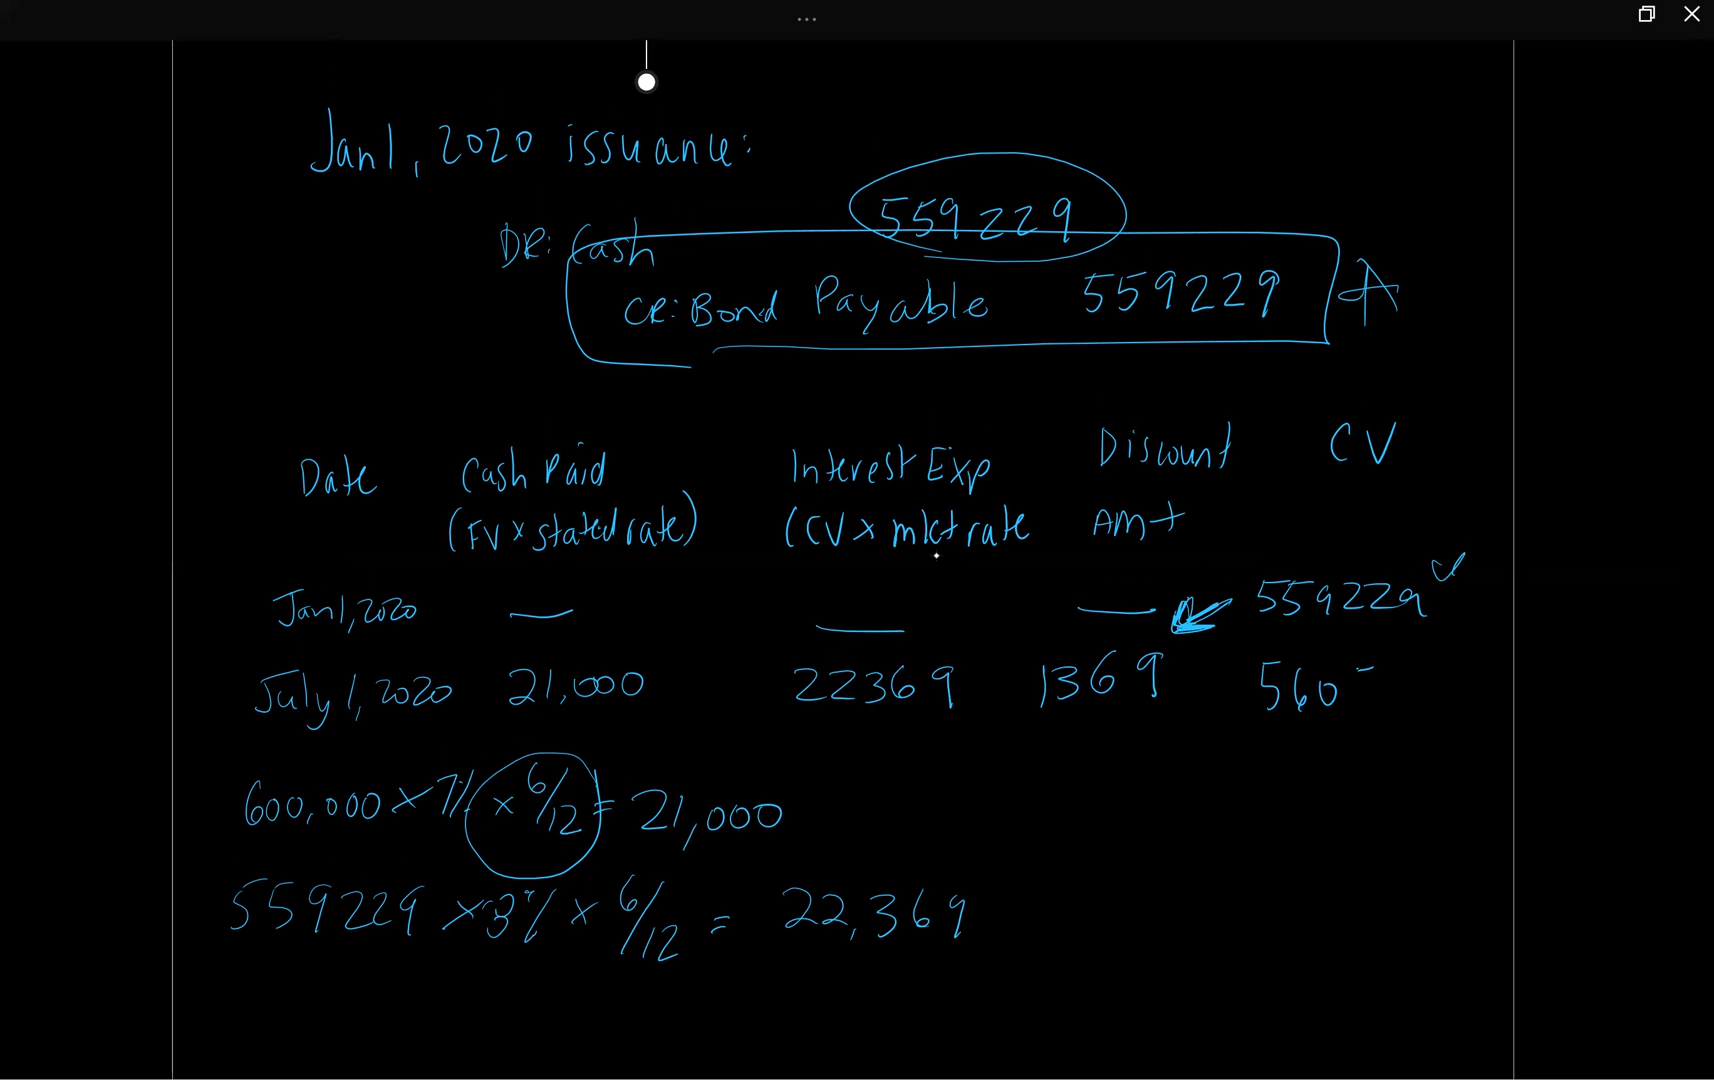 Jan 1, 2020 issuance:
559229
DR: Cash
CR: Bond Payable 559229 A
Date Cash Paid Interest Exp Discount CV
(FV x stated rate) (CV x mkt rate AMt
Jan 1, 2020 — — — 559229 ✓
July 1, 2020 21,000 22369 1369 560
600,000 x 7% x 6/12 = 21,000
559229 x 8% x 6/12 = 22,369